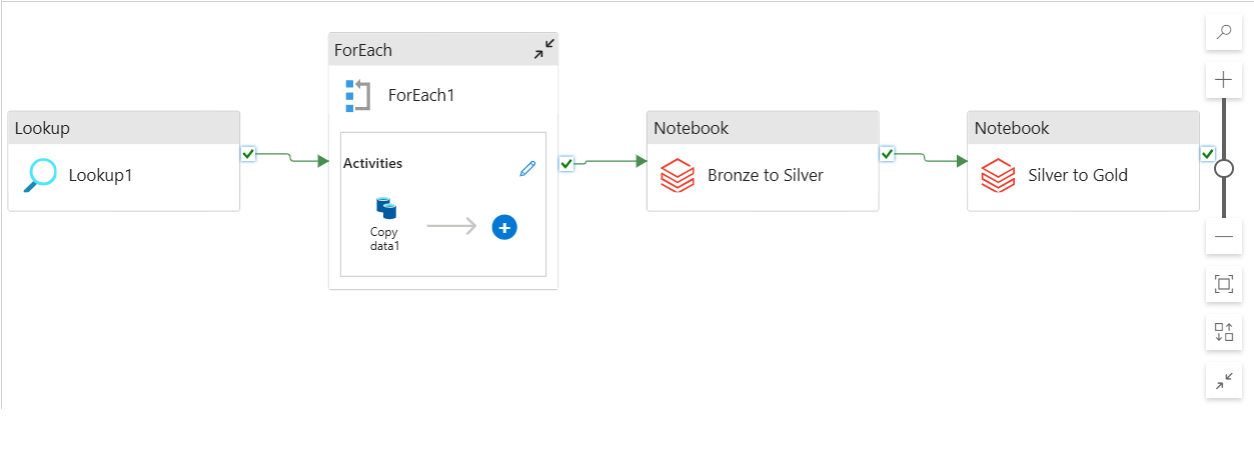 Lookup
Lookup1
ForEach
ForEach1
Activities
Copy
data1
Notebook
Bronze to Silver
Notebook
Silver to Gold